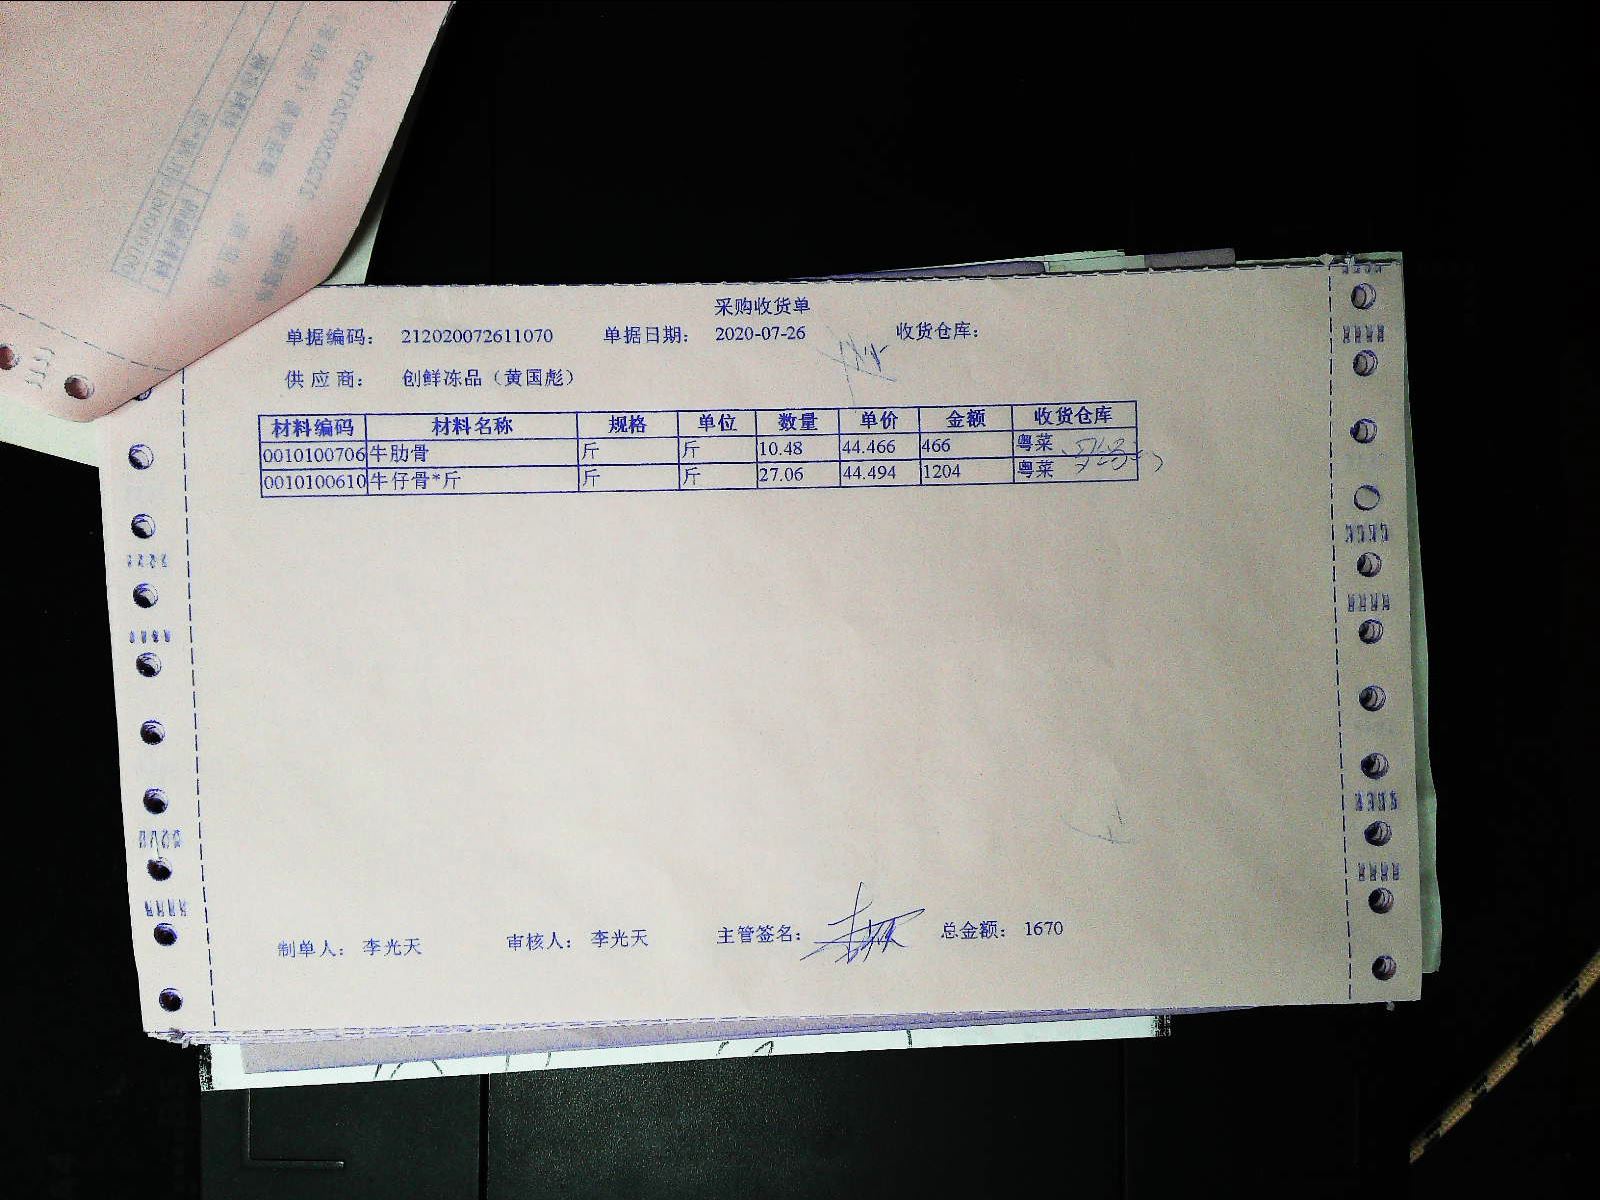 采购收货单
单据编码: 212020072611070 单据日期: 2020-07-26 收货仓库:
供应商: 创鲜冻品（黄国彪）
材料编码 材料名称 规格 单位 数量 单价 金额 收货仓库
0010100706 牛肋骨 斤 斤 10.48 44.466 466 粤菜
0010100610 牛仔骨*斤 斤 斤 27.06 44.494 1204 粤菜
制单人: 李光天 审核人: 李光天 主管签名: 总金额: 1670